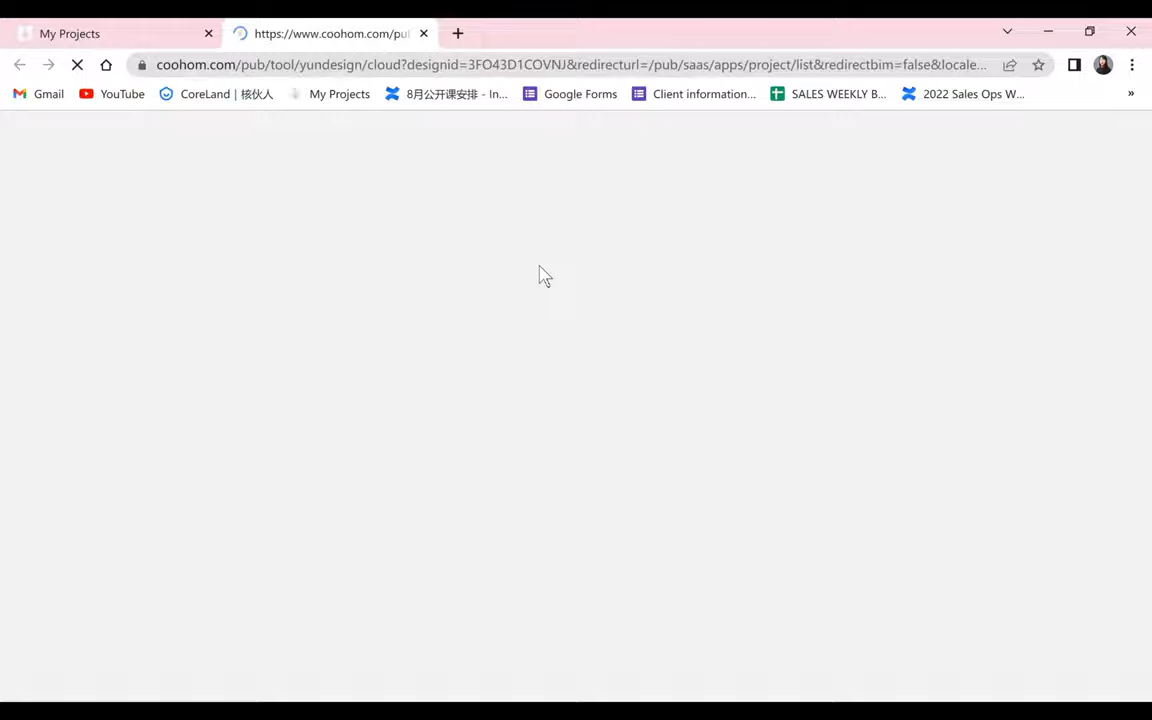 My Projects
https://www.coohom.com/pul
coohom.com/pub/tool/yundesign/cloud?designid=3FO43D1COVNJ&redirecturl=/pub/saas/apps/project/list&redirectbim=false&locale...
Gmail
YouTube
CoreLand | 核伙人
My Projects
8月公开课安排 - In...
Google Forms
Client information...
SALES WEEKLY B...
2022 Sales Ops W...
»